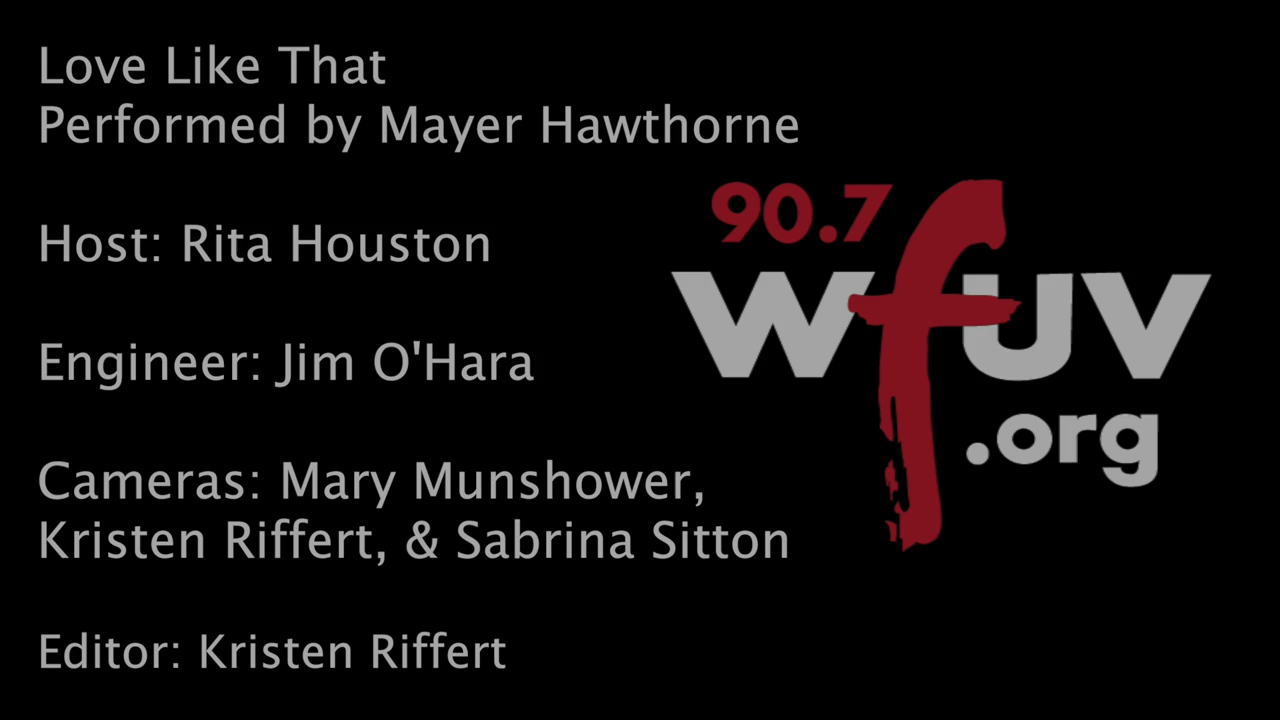 Love Like That
Performed by Mayer Hawthorne
Host: Rita Houston
Engineer: Jim O'Hara
Cameras: Mary Munshower,
Kristen Riffert, & Sabrina Sitton
Editor: Kristen Riffert
90.7
wfuv
.org